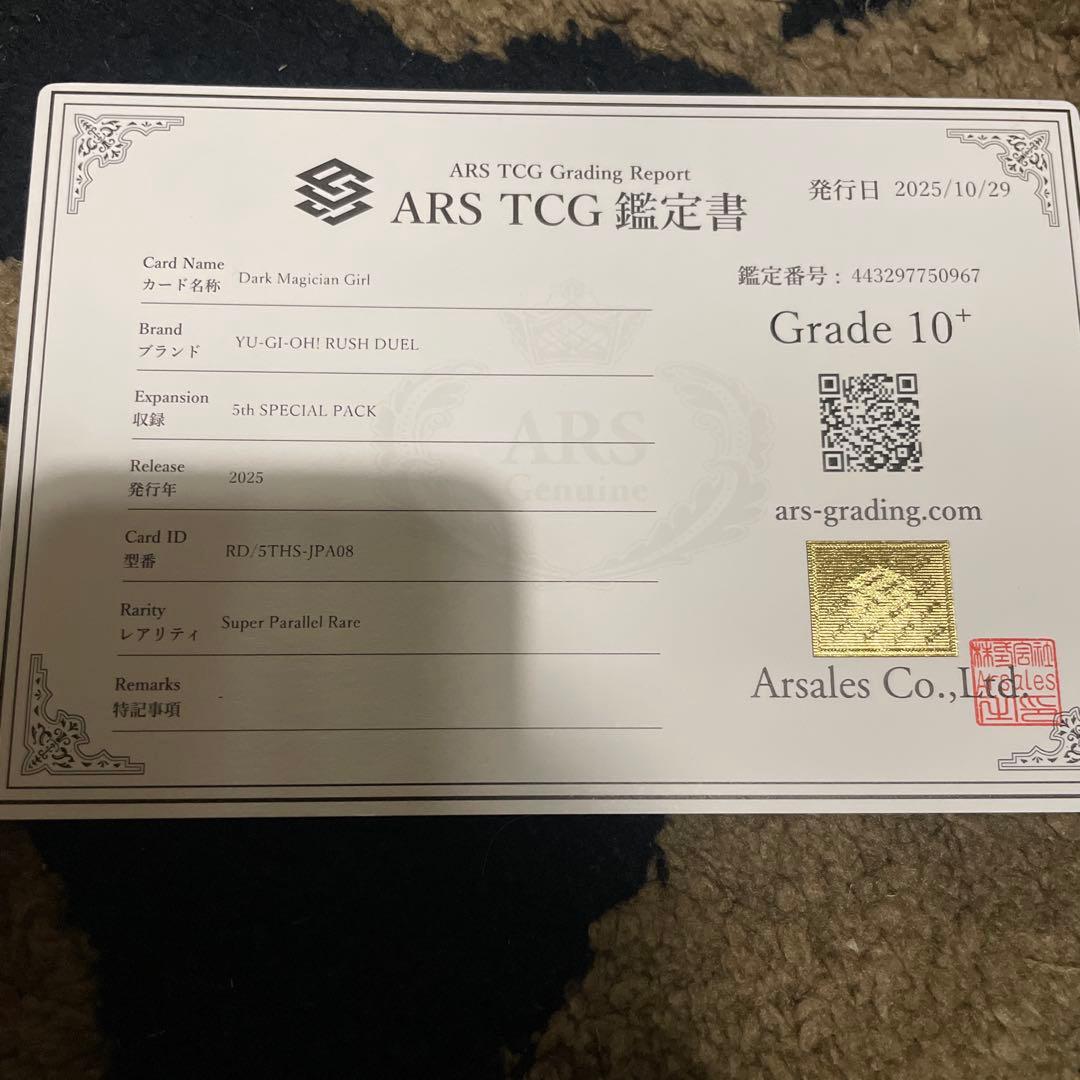 ARS TCG Grading Report
ARS TCG 鑑定書
発行日 2025/10/29
Card Name
カード名称
Dark Magician Girl
鑑定番号 : 443297750967
Grade 10+
Brand
ブランド
YU-GI-OH! RUSH DUEL
Expansion
収録
5th SPECIAL PACK
Release
発行年
2025
Card ID
型番
RD/5THS-JPA08
Rarity
レアリティ
Super Parallel Rare
Remarks
特記事項
-
ARS
Genuine
ars-grading.com
Arsales Co.,Ltd.
Arsales